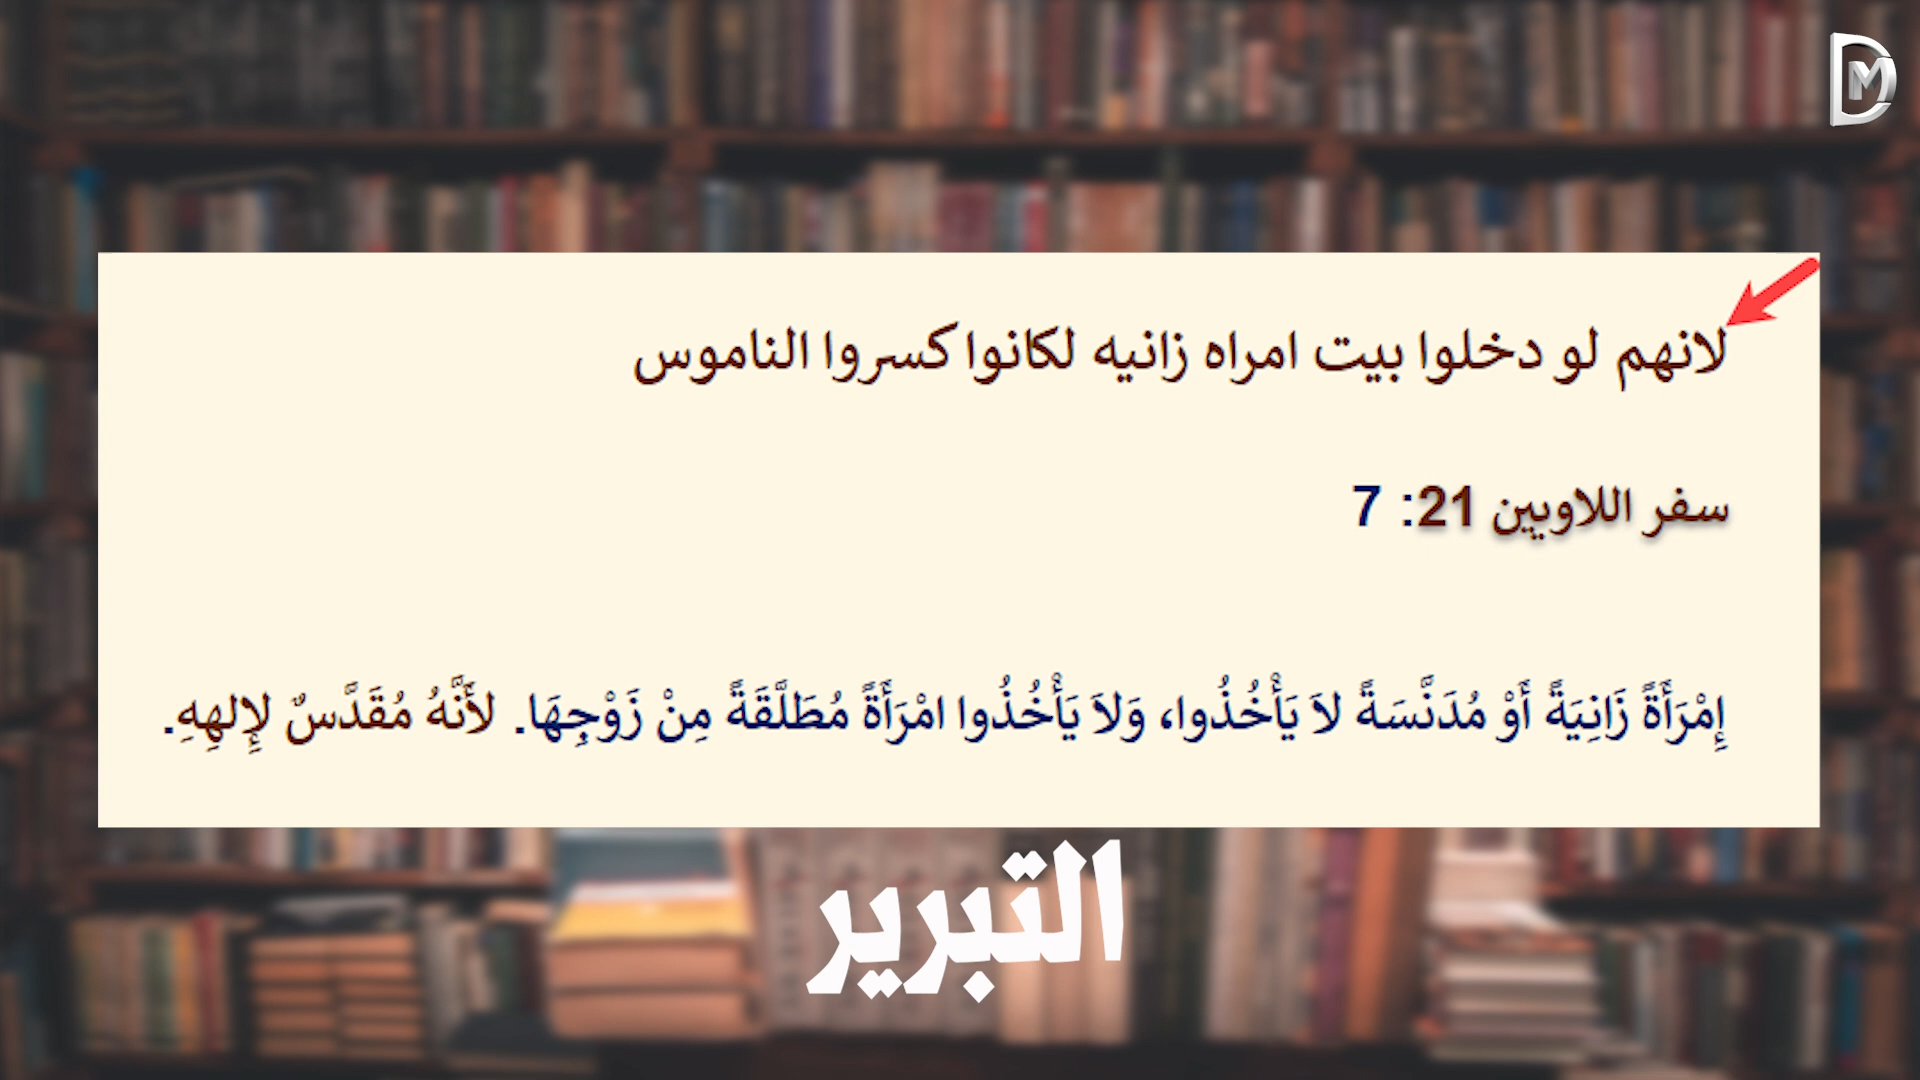 لانهم لو دخلوا بيت امراه زانيه لكانوا كسروا الناموس
سفر اللاويين 21: 7
إِمْرَأَةً زَانِيَةً أَوْ مُدَنَّسَةً لاَ يَأْخُذُوا، وَلاَ يَأْخُذُوا امْرَأَةً مُطَلَّقَةً مِنْ زَوْجِهَا. لأَنَّهُ مُقَدَّسٌ لإِلهِهِ.
التبرير